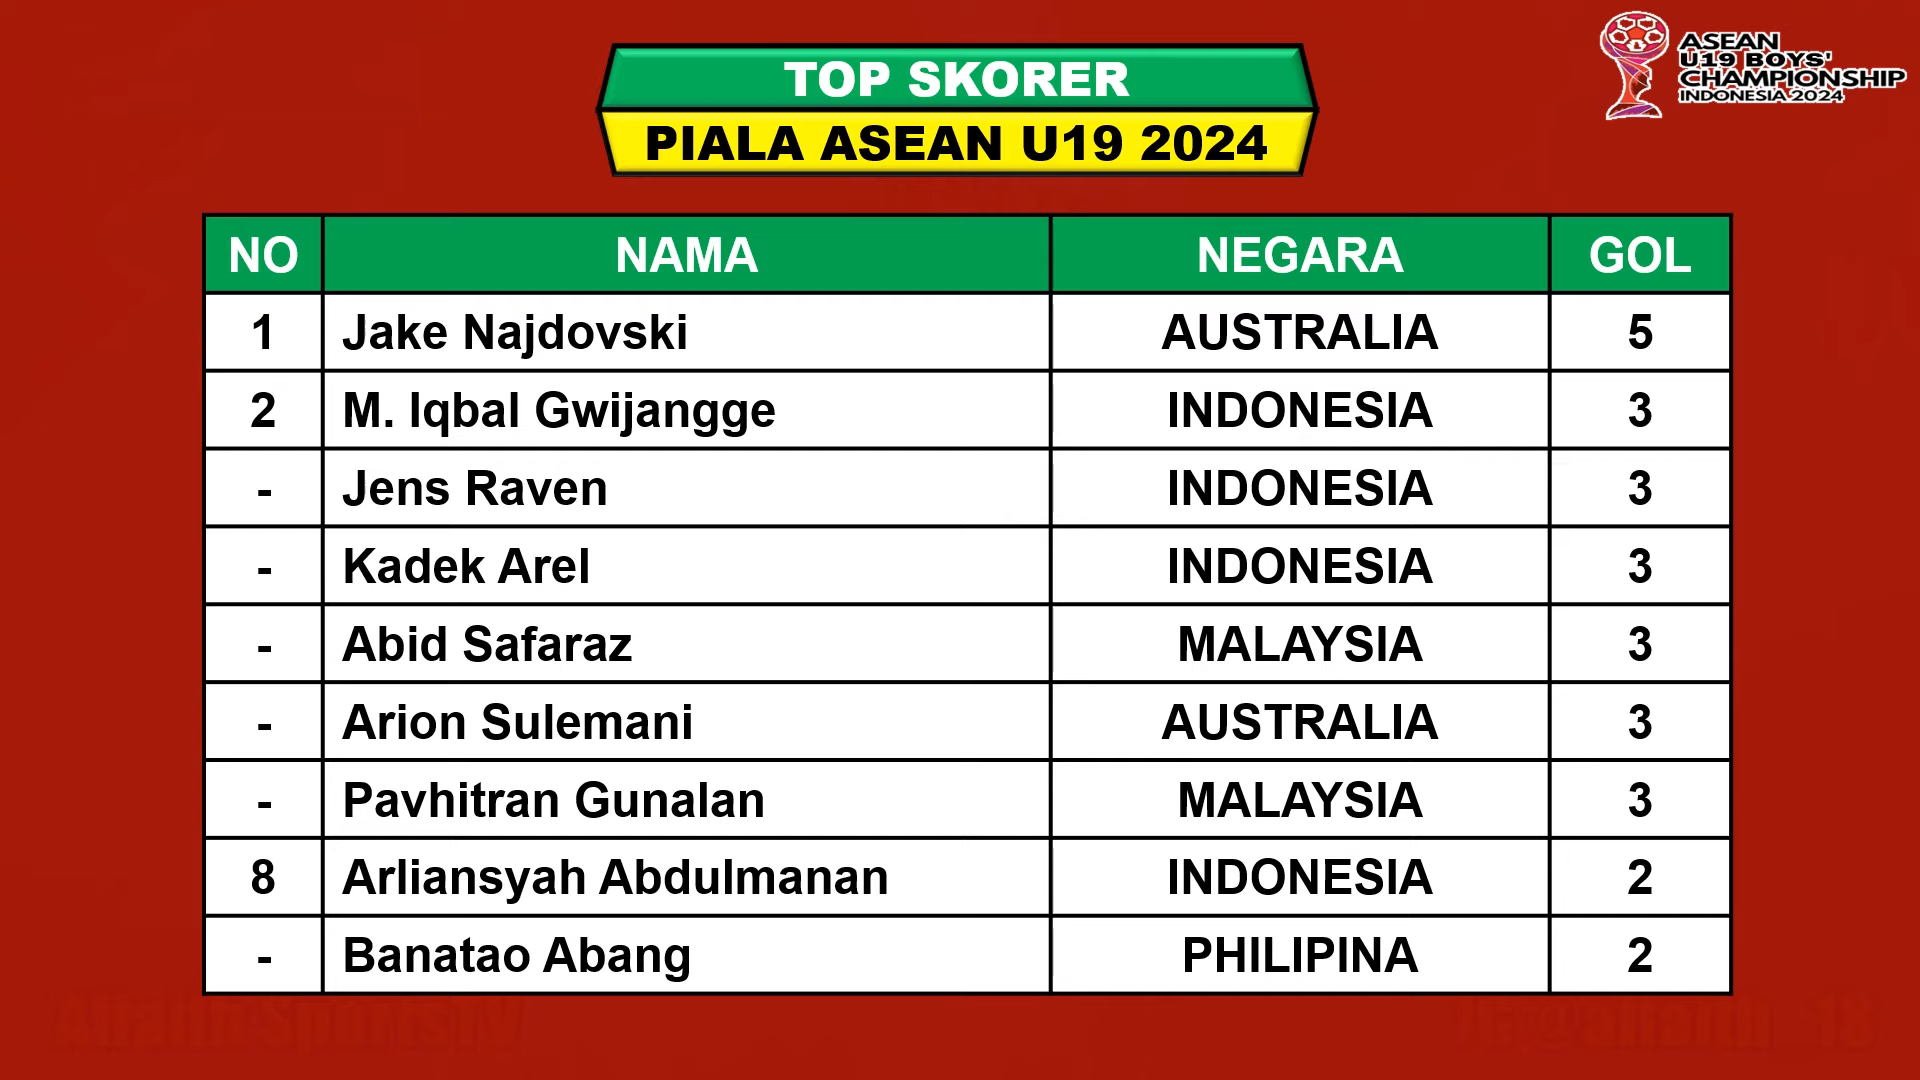 ASEAN
U19 BOYS'
CHAMPIONSHIP
INDONESIA 2024
TOP SKORER
PIALA ASEAN U19 2024
NO NAMA NEGARA GOL
1 Jake Najdovski AUSTRALIA 5
2 M. Iqbal Gwijangge INDONESIA 3
- Jens Raven INDONESIA 3
- Kadek Arel INDONESIA 3
- Abid Safaraz MALAYSIA 3
- Arion Sulemani AUSTRALIA 3
- Pavhitran Gunalan MALAYSIA 3
8 Arliansyah Abdulmanan INDONESIA 2
- Banatao Abang PHILIPINA 2